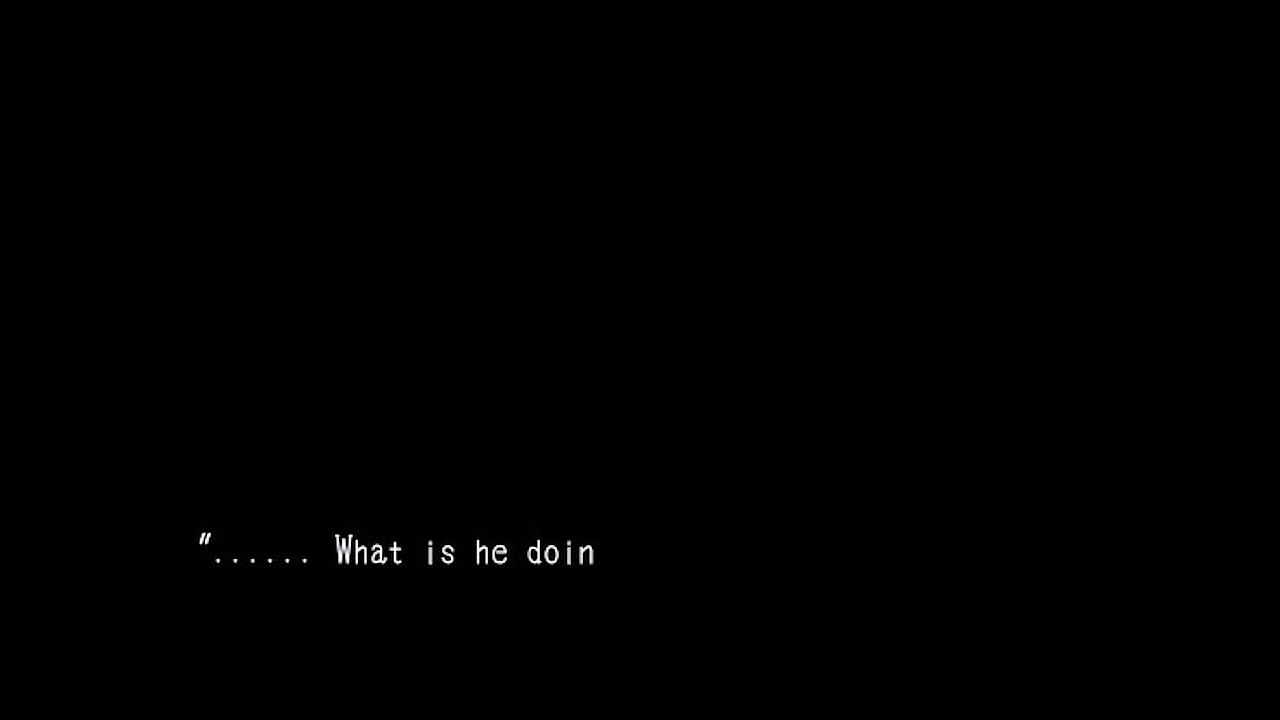 "...... What is he doin